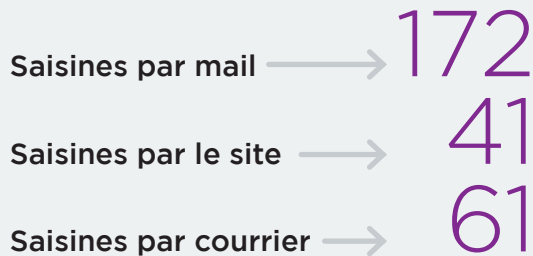 Saisines par mail 172
Saisines par le site 41
Saisines par courrier 61